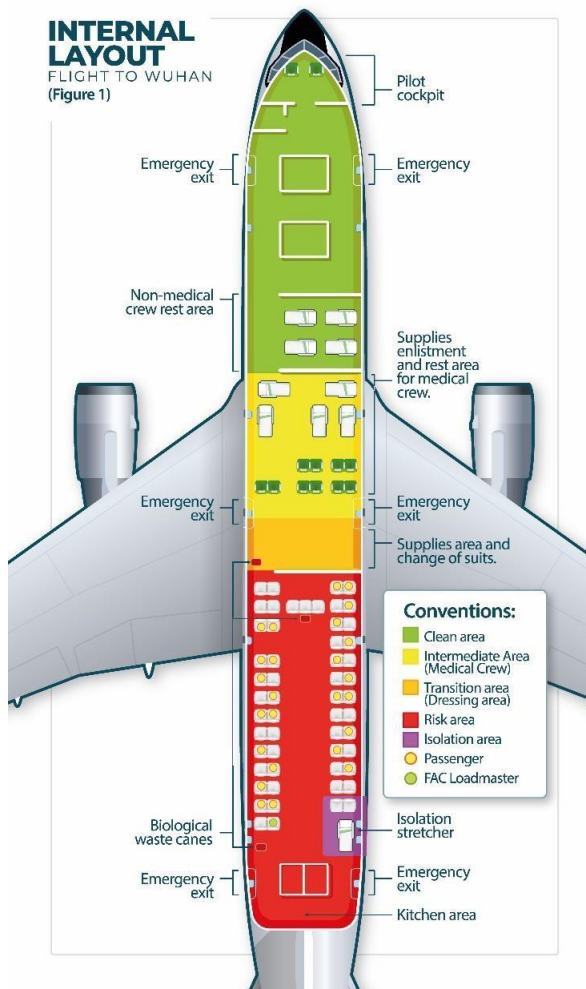 INTERNAL
LAYOUT
FLIGHT TO WUHAN
(Figure 1)
Pilot
cockpit
Emergency
exit
Emergency
exit
Non-medical
crew rest area
Supplies
enlistment
and rest area
for medical
crew.
Emergency
exit
Emergency
exit
Supplies area and
change of suits.
Conventions:
Clean area
Intermediate Area
(Medical Crew)
Transition area
(Dressing area)
Risk area
Isolation area
Passenger
FAC Loadmaster
Biological
waste canes
Isolation
stretcher
Emergency
exit
Emergency
exit
Kitchen area